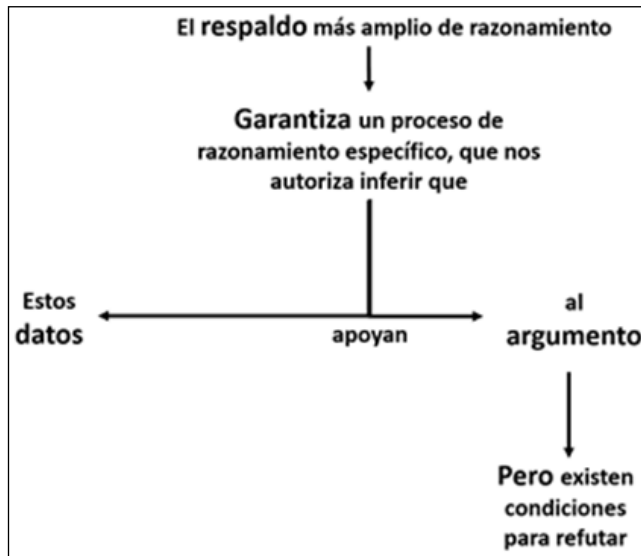 El respaldo más amplio de razonamiento
Garantiza un proceso de
razonamiento específico, que nos
autoriza inferir que
Estos
datos
apoyan
al
argumento
Pero existen
condiciones
para refutar